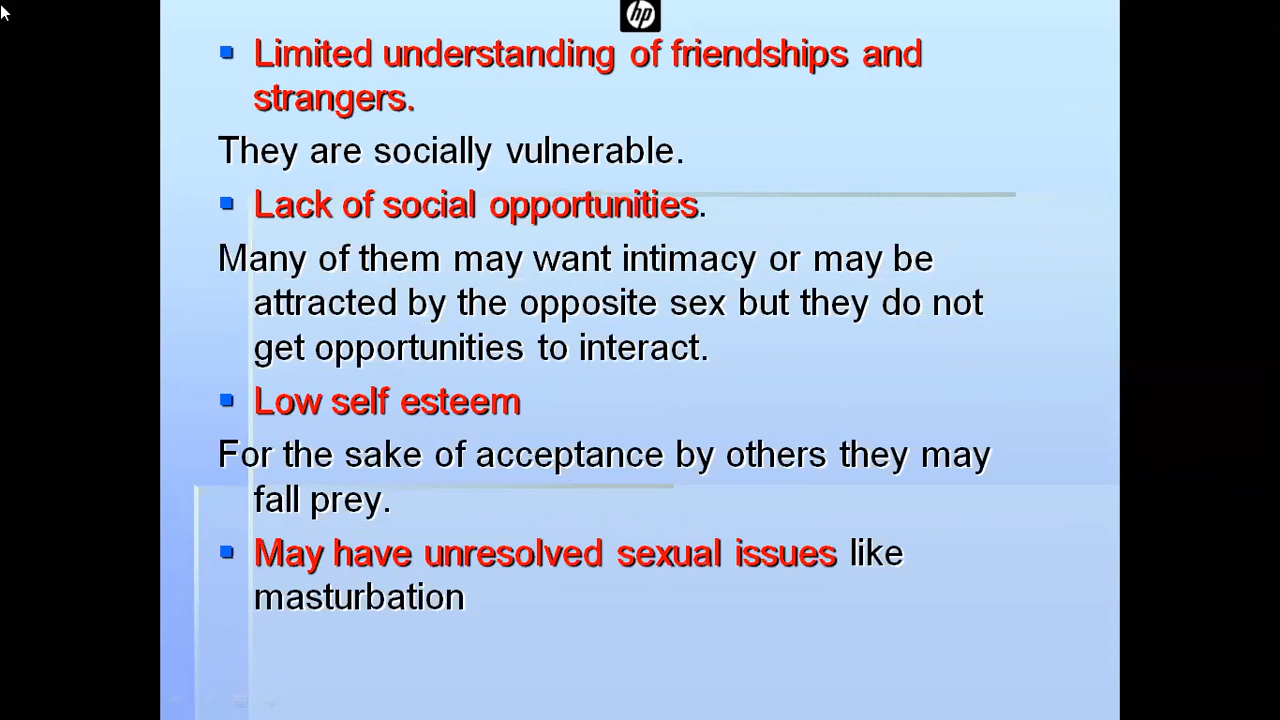 hp
Limited understanding of friendships and
strangers.
They are socially vulnerable.
Lack of social opportunities.
Many of them may want intimacy or may be
attracted by the opposite sex but they do not
get opportunities to interact.
Low self esteem
For the sake of acceptance by others they may
fall prey.
May have unresolved sexual issues like
masturbation